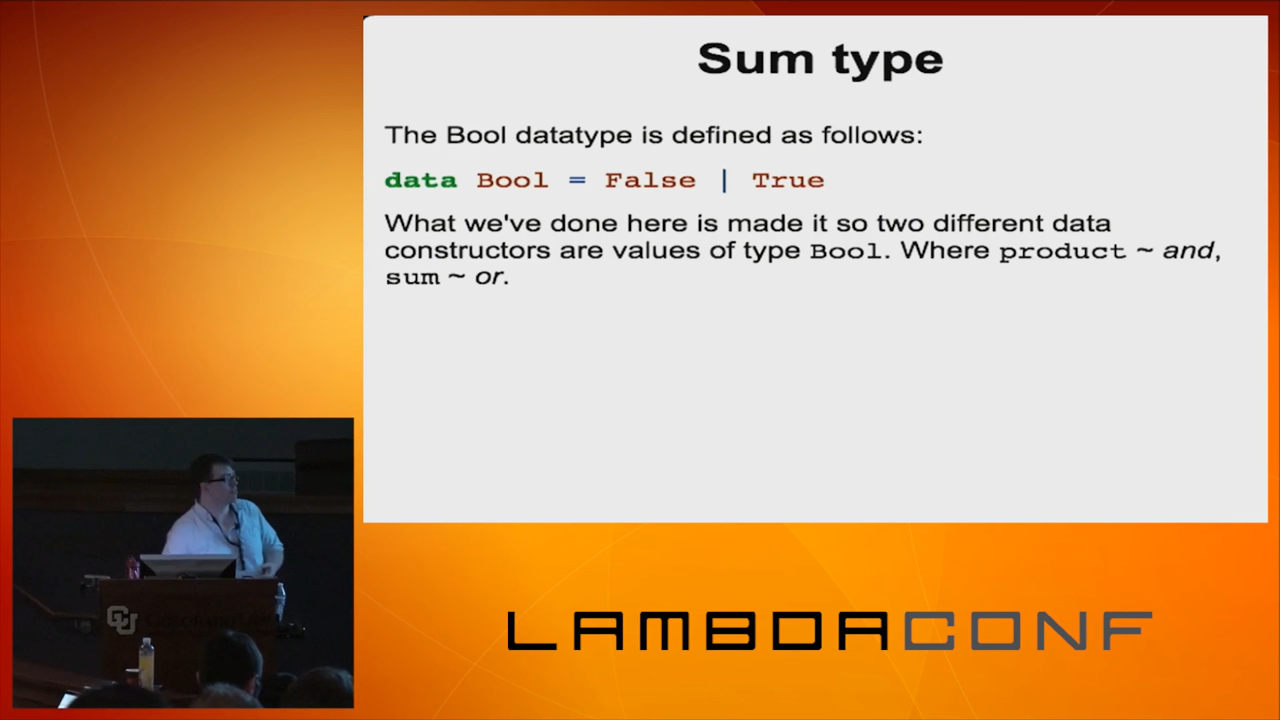 Sum type
The Bool datatype is defined as follows:
data Bool = False | True
What we've done here is made it so two different data
constructors are values of type Bool. Where product ~ and,
sum ~ or.
CU
LAMBDACONF